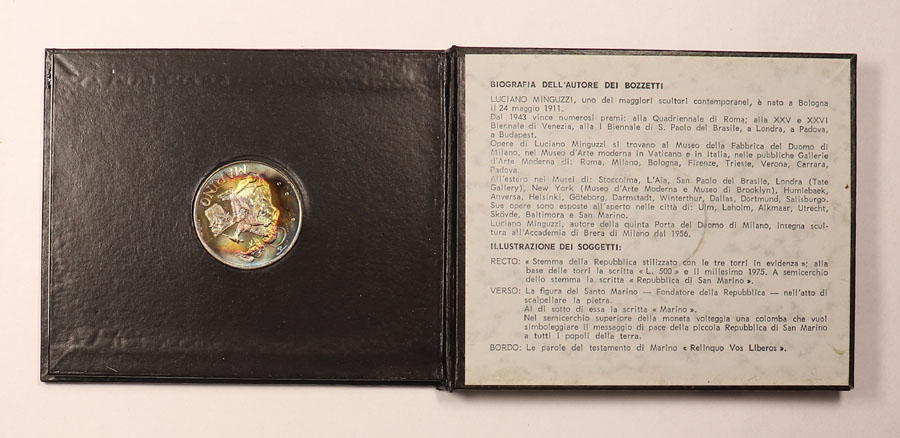 MARINO
BIOGRAFIA DELL'AUTORE DEI BOZZETTI
LUCIANO MINGUZZI, uno dei maggiori scultori contemporanei, è nato a Bologna
il 24 maggio 1911.
Dal 1943 vince numerosi premi: alla Quadriennale di Roma; alla XXV e XXVI
Biennale di Venezia, alla I Biennale di S. Paolo del Brasile, a Londra, a Padova,
a Budapest.
Opere di Luciano Minguzzi si trovano al Museo della Fabbrica del Duomo di
Milano, nel Museo d'Arte moderna in Vaticano e in Italia, nelle pubbliche Gallerie
d'Arte Moderna di: Roma, Milano, Bologna, Firenze, Trieste, Verona, Carrara,
Padova.
All'estero nei Musei di: Stoccolma, L'Aia, San Paolo del Brasile, Londra (Tate
Gallery), New York (Museo d'Arte Moderna e Museo di Brooklyn), Humlebaek,
Anversa, Helsinki, Göteborg, Darmstadt, Winterthur, Dallas, Dortmund, Salisburgo.
Sue opere sono esposte all'aperto nelle città di: Ulm, Laholm, Alkmaar, Utrecht,
Skövde, Baltimora e San Marino.
Luciano Minguzzi, autore della quinta Porta del Duomo di Milano, insegna scul-
tura all'Accademia di Brera di Milano dal 1956.
ILLUSTRAZIONE DEI SOGGETTI:
RECTO: « Stemma della Repubblica stilizzato con le tre torri in evidenza »; alla
base delle torri la scritta « L. 500 » e il millesimo 1975. A semicerchio
dello stemma la scritta « Repubblica di San Marino ».
VERSO: La figura del Santo Marino — Fondatore della Repubblica — nell'atto di
scalpellare la pietra.
Al di sotto di essa la scritta « Marino ».
Nel semicerchio superiore della moneta volteggia una colomba che vuol
simboleggiare il messaggio di pace della piccola Repubblica di San Marino
a tutti i popoli della terra.
BORDO: Le parole del testamento di Marino « Relinquo Vos Liberos ».